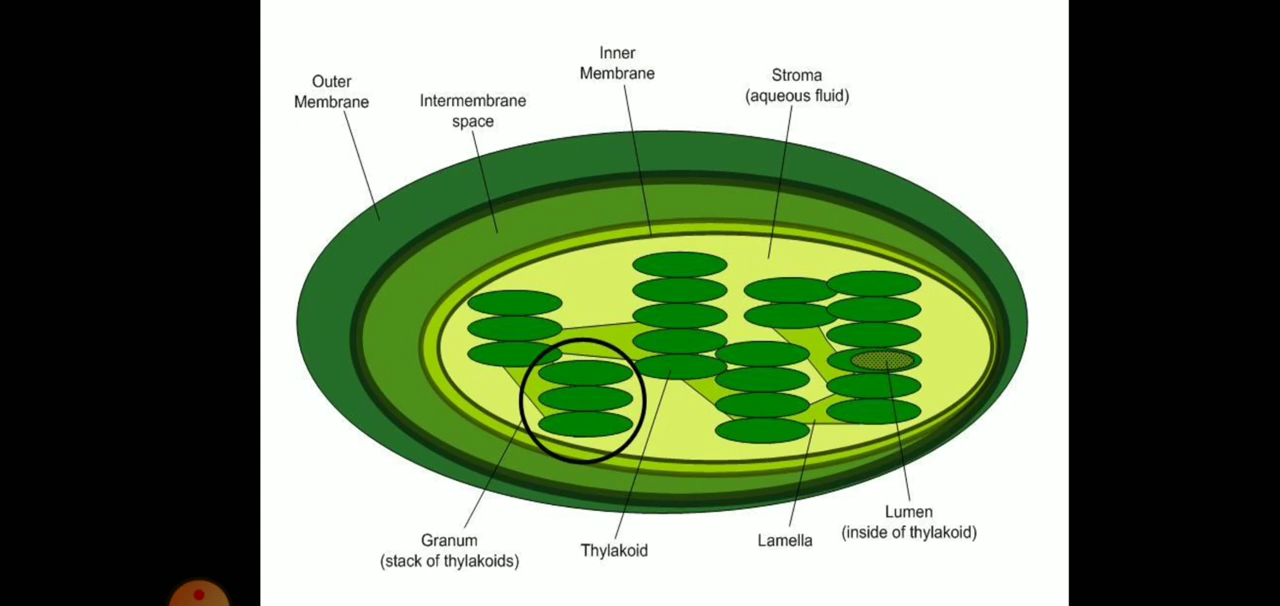 Outer
Membrane
Intermembrane
space
Inner
Membrane
Stroma
(aqueous fluid)
Granum
(stack of thylakoids)
Thylakoid
Lamella
Lumen
(inside of thylakoid)